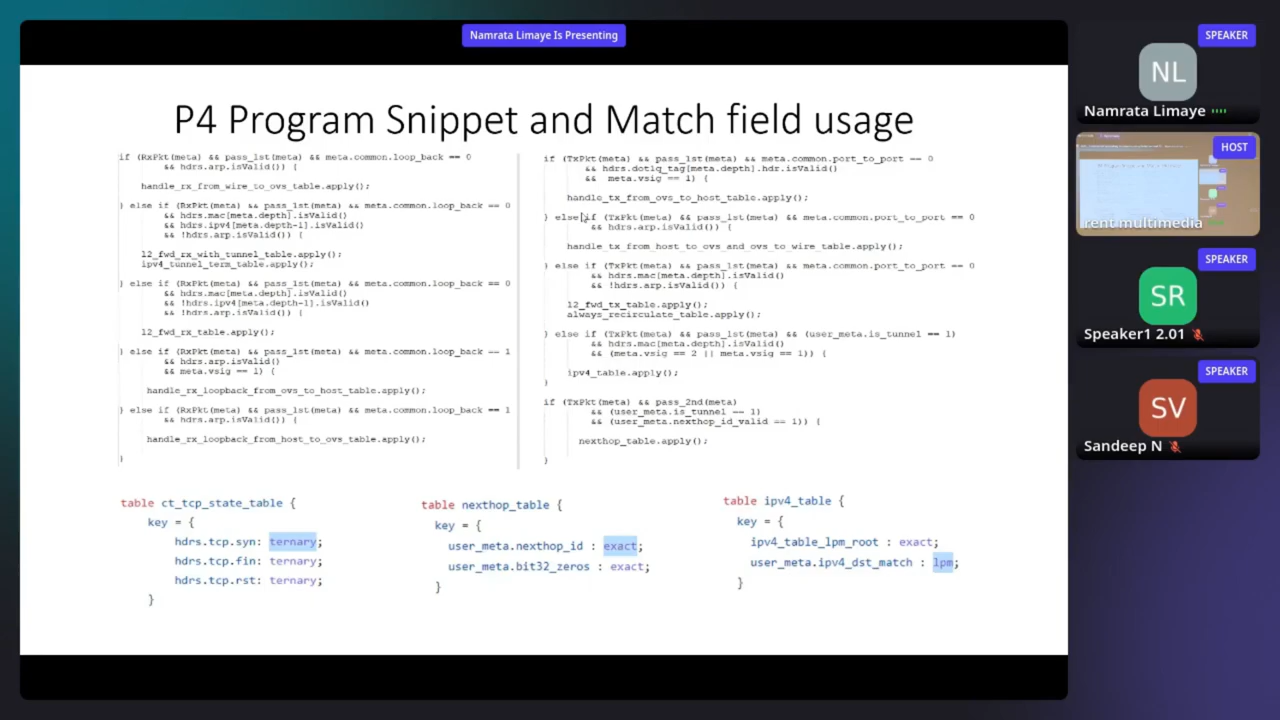 Namrata Limaye Is Presenting
P4 Program Snippet and Match field usage
if (RxPkt(meta) && pass_1st(meta) && meta.common.loop_back == 0
&& hdrs.arp.isValid()) {
handle_rx_from_wire_to_ovs_table.apply();
} else if (RxPkt(meta) && pass_1st(meta) && meta.common.loop_back == 0
&& hdrs.mac[meta.depth].isValid()
&& hdrs.ipv4[meta.depth-1].isValid()
&& !hdrs.arp.isValid()) {
l2_fwd_rx_with_tunnel_table.apply();
ipv4_tunnel_term_table.apply();
} else if (RxPkt(meta) && pass_1st(meta) && meta.common.loop_back == 0
&& hdrs.mac[meta.depth].isValid()
&& !hdrs.ipv4[meta.depth-1].isValid()
&& !hdrs.arp.isValid()) {
l2_fwd_rx_table.apply();
} else if (RxPkt(meta) && pass_1st(meta) && meta.common.loop_back == 1
&& hdrs.arp.isValid()
&& meta.vsig == 1) {
handle_rx_loopback_from_ovs_to_host_table.apply();
} else if (RxPkt(meta) && pass_1st(meta) && meta.common.loop_back == 1
&& hdrs.arp.isValid()) {
handle_rx_loopback_from_host_to_ovs_table.apply();
}
if (TxPkt(meta) && pass_1st(meta) && meta.common.port_to_port == 0
&& hdrs.dot1q_tag[meta.depth].hdr.isValid()
&& meta.vsig == 1) {
handle_tx_from_ovs_to_host_table.apply();
} else if (TxPkt(meta) && pass_1st(meta) && meta.common.port_to_port == 0
&& hdrs.arp.isValid()) {
handle_tx_from_host_to_ovs_and_ovs_to_wire_table.apply();
} else if (TxPkt(meta) && pass_1st(meta) && meta.common.port_to_port == 0
&& hdrs.mac[meta.depth].isValid()
&& !hdrs.arp.isValid()) {
l2_fwd_tx_table.apply();
always_recirculate_table.apply();
} else if (TxPkt(meta) && pass_1st(meta) && (user_meta.is_tunnel == 1)
&& hdrs.mac[meta.depth].isValid()
&& (meta.vsig == 2 || meta.vsig == 1)) {
ipv4_table.apply();
}
if (TxPkt(meta) && pass_2nd(meta)
&& (user_meta.is_tunnel == 1)
&& (user_meta.nexthop_id_valid == 1)) {
nexthop_table.apply();
}
table ct_tcp_state_table {
key = {
hdrs.tcp.syn: ternary;
hdrs.tcp.fin: ternary;
hdrs.tcp.rst: ternary;
}
table nexthop_table {
key = {
user_meta.nexthop_id : exact;
user_meta.bit32_zeros : exact;
}
table ipv4_table {
key = {
ipv4_table_lpm_root : exact;
user_meta.ipv4_dst_match : lpm;
}
SPEAKER
NL
Namrata Limaye
HOST
rent multimedia
SPEAKER
SR
Speaker1 2.01
SPEAKER
SV
Sandeep N